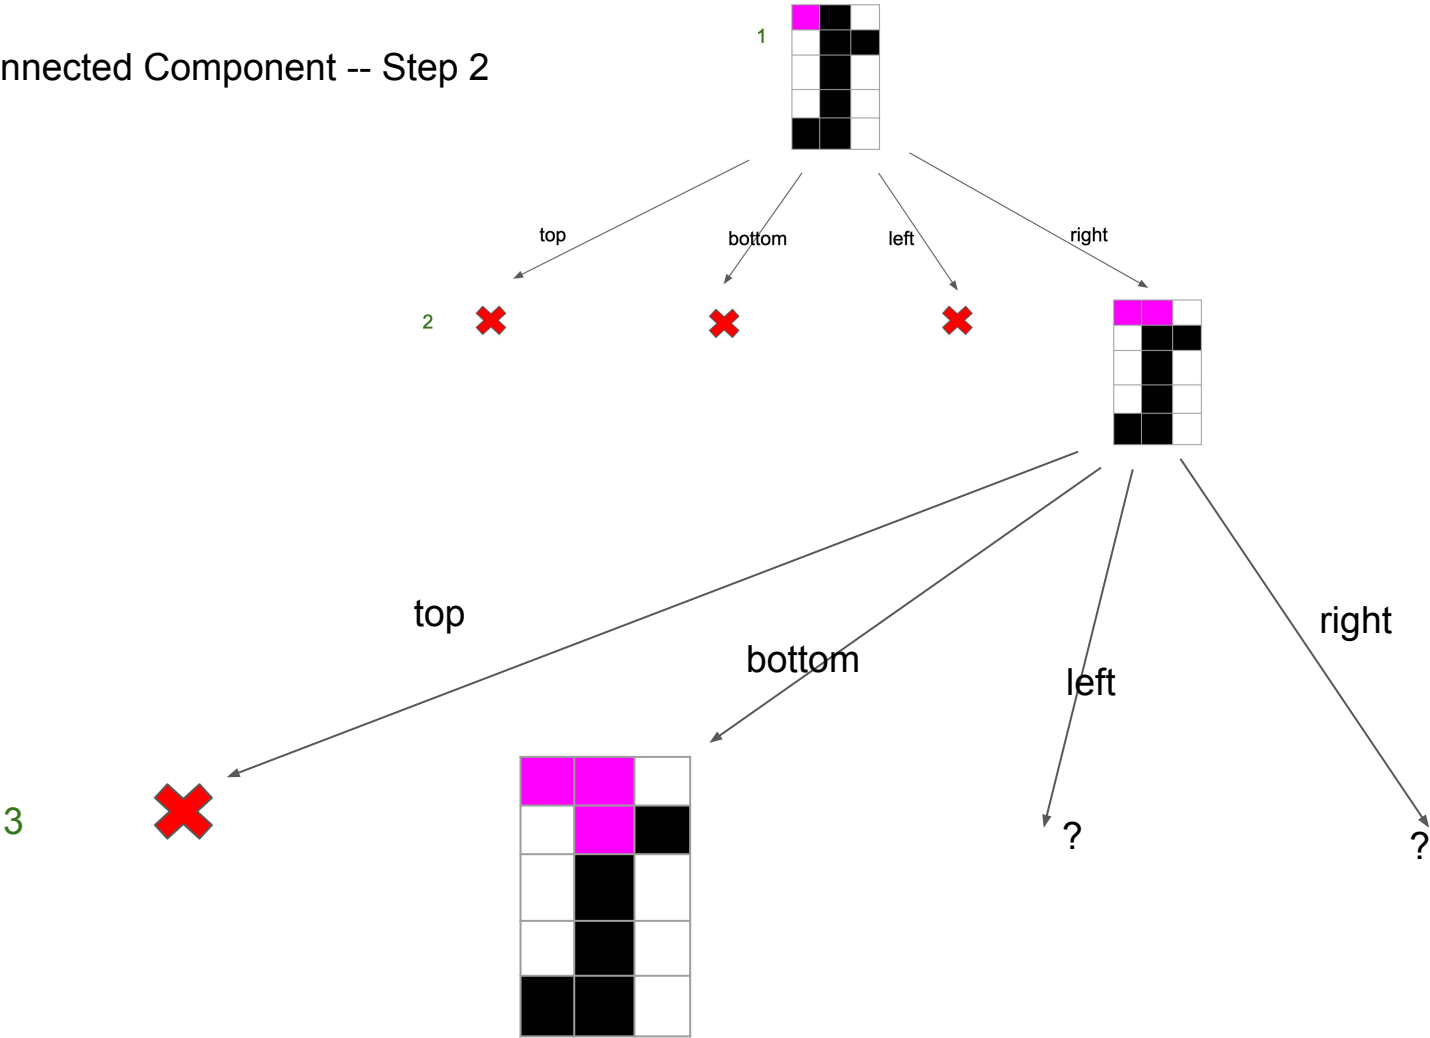 1
nnected Component -- Step 2
top
bottom
left
right
2
top
bottom
left
right
3
?
?